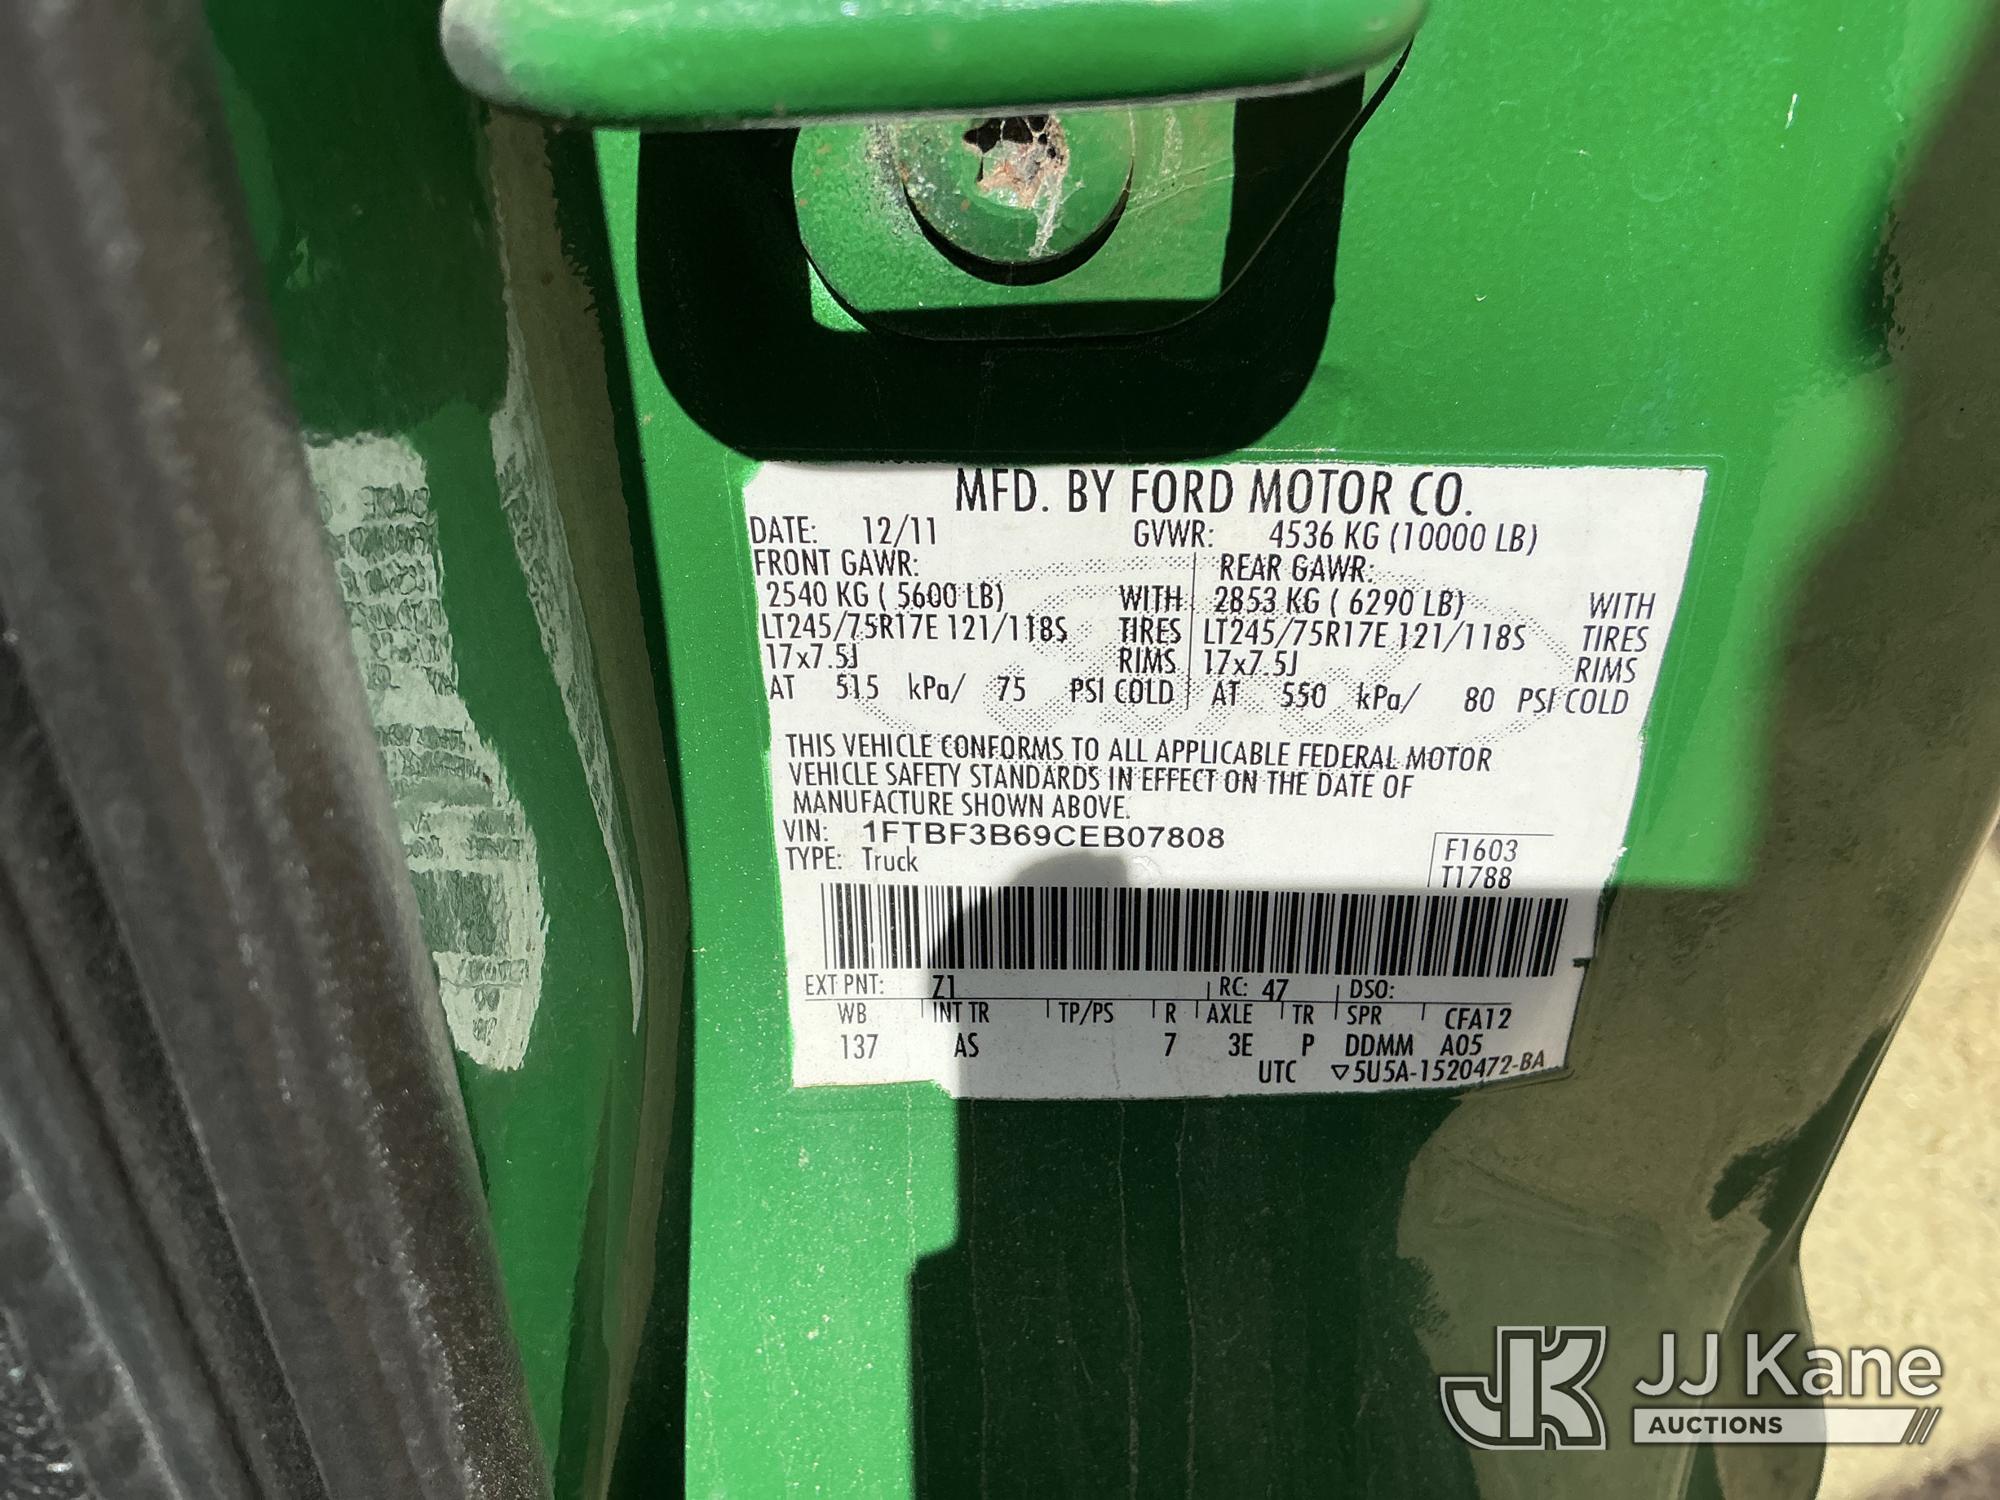 MFD. BY FORD MOTOR CO.
DATE: 12/11 GVWR: 4536 KG (10000 LB)
FRONT GAWR: REAR GAWR:
2540 KG ( 5600 LB) WITH 2853 KG ( 6290 LB) WITH
LT245/75R17E 121/118S TIRES LT245/75R17E 121/118S TIRES
17x7.5J RIMS 17x7.5J RIMS
AT 515 kPa/ 75 PSI COLD AT 550 kPa/ 80 PSI COLD
THIS VEHICLE CONFORMS TO ALL APPLICABLE FEDERAL MOTOR
VEHICLE SAFETY STANDARDS IN EFFECT ON THE DATE OF
MANUFACTURE SHOWN ABOVE.
VIN: 1FTBF3B69CEB07808
TYPE: Truck
F1603
T1788
EXT PNT: Z1 RC: 47 DSO:
WB INT TR TP/PS R AXLE TR SPR CFA12
137 AS 7 3E P DDMM A05
UTC ▽5U5A-1520472-BA
JK JJ Kane
AUCTIONS